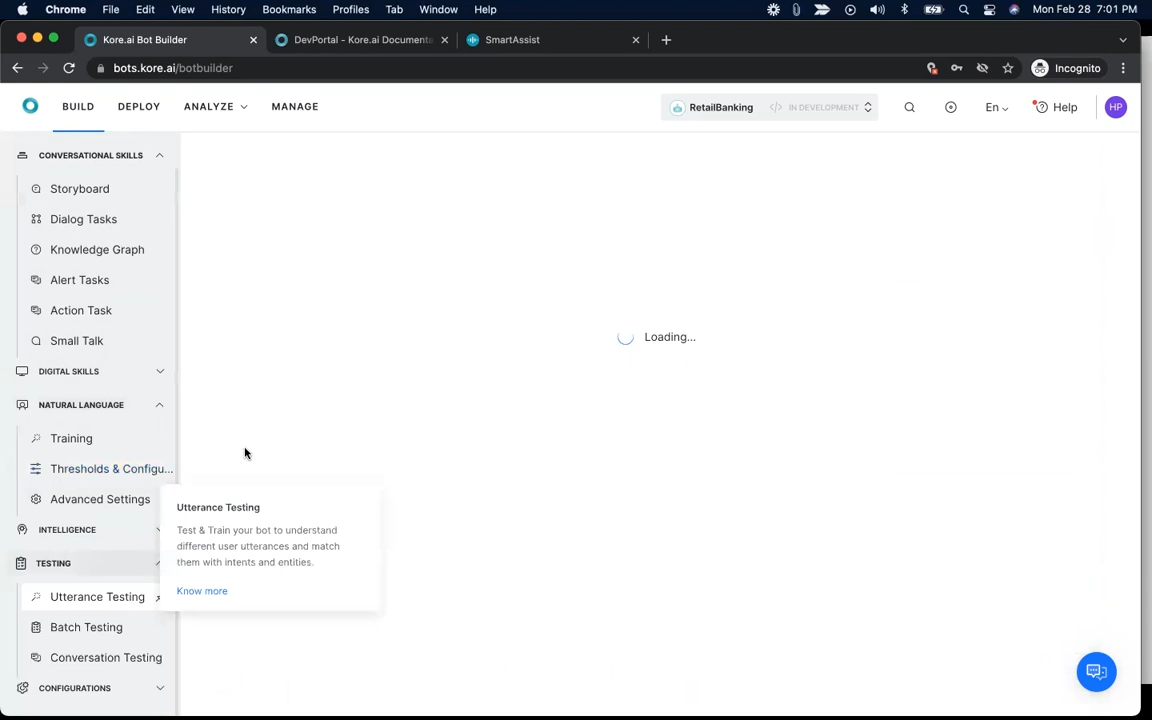 Chrome File Edit View History Bookmarks Profiles Tab Window Help Mon Feb 28 7:01 PM
Kore.ai Bot Builder DevPortal - Kore.ai Documenta SmartAssist
bots.kore.ai/botbuilder Incognito
BUILD DEPLOY ANALYZE MANAGE RetailBanking IN DEVELOPMENT En Help HP
CONVERSATIONAL SKILLS
Storyboard
Dialog Tasks
Knowledge Graph
Alert Tasks
Action Task
Small Talk
Loading...
DIGITAL SKILLS
NATURAL LANGUAGE
Training
Thresholds & Configu...
Advanced Settings
INTELLIGENCE
TESTING
Utterance Testing
Batch Testing
Conversation Testing
CONFIGURATIONS
Utterance Testing
Test & Train your bot to understand
different user utterances and match
them with intents and entities.
Know more